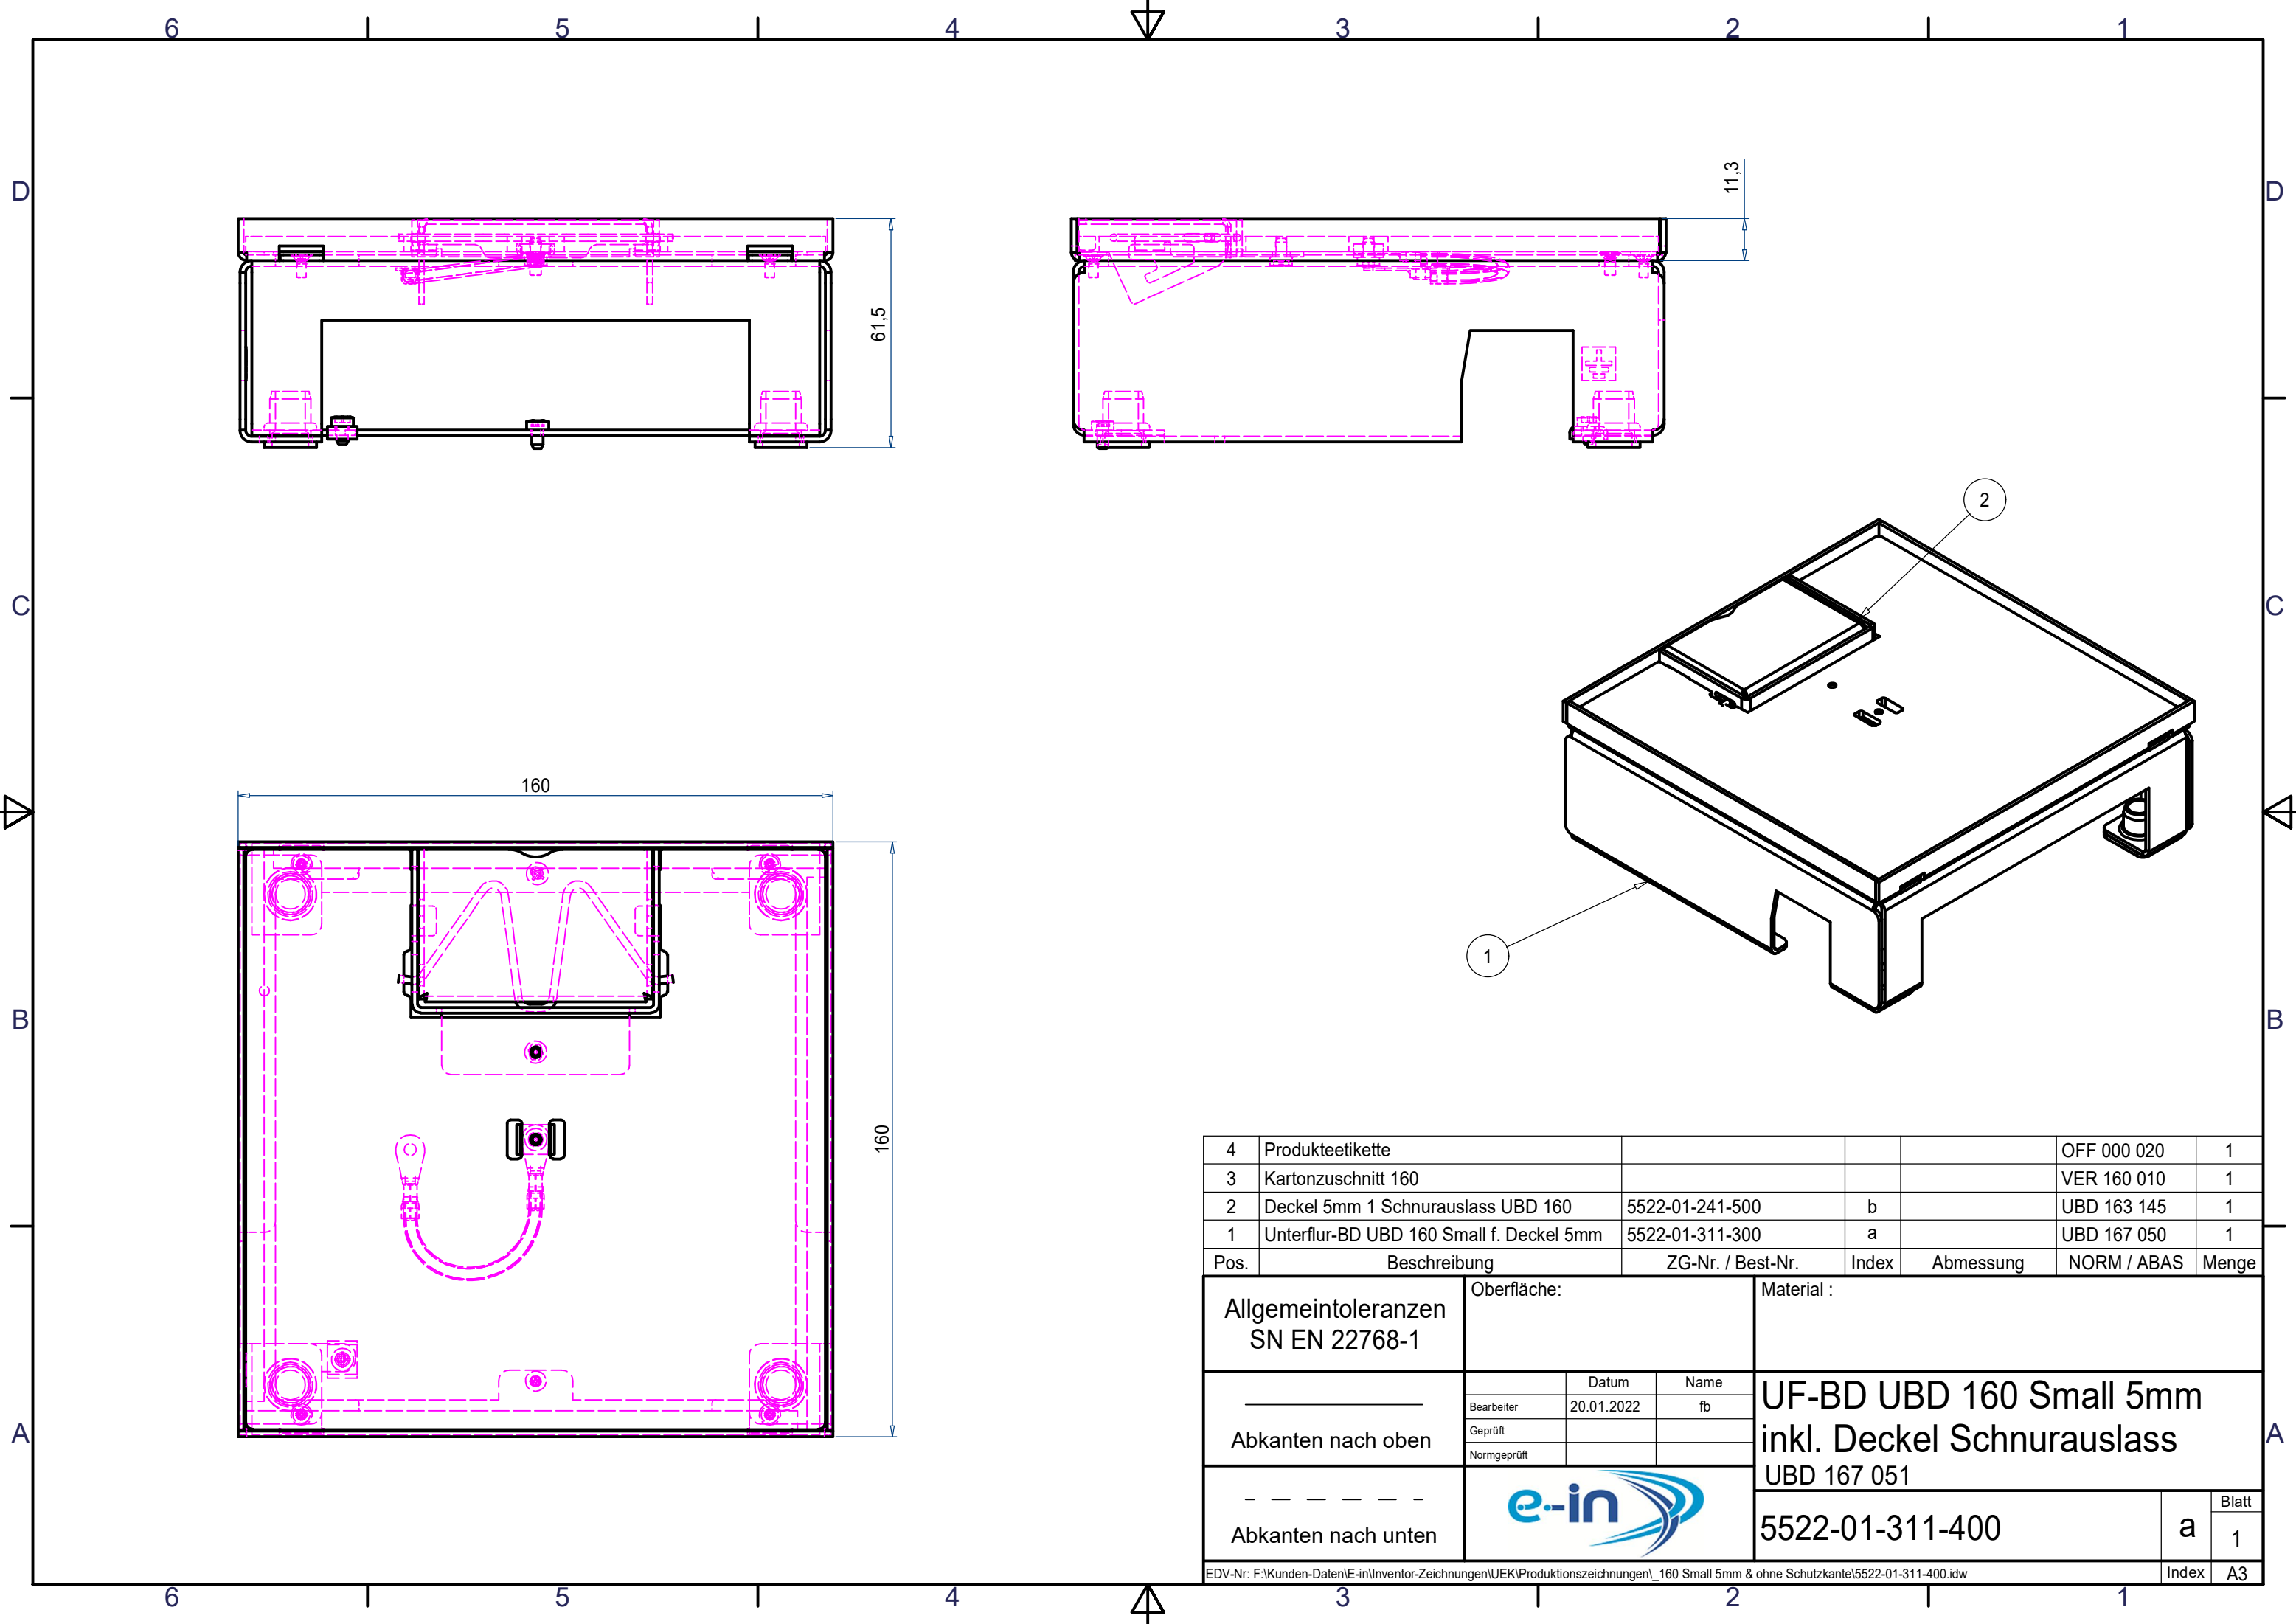 6 5 4 3 2 1
D D
C C
B B
A A
61,5
11,3
160
160
2
1
4 Produkteetikette OFF 000 020 1
3 Kartonzuschnitt 160 VER 160 010 1
2 Deckel 5mm 1 Schnurauslass UBD 160 5522-01-241-500 b UBD 163 145 1
1 Unterflur-BD UBD 160 Small f. Deckel 5mm 5522-01-311-300 a UBD 167 050 1
Pos. Beschreibung ZG-Nr. / Best-Nr. Index Abmessung NORM / ABAS Menge
Allgemeintoleranzen
SN EN 22768-1
Oberfläche:
Material :
Abkanten nach oben
Abkanten nach unten
Datum Name
Bearbeiter 20.01.2022 fb
Geprüft
Normgeprüft
e-in
UF-BD UBD 160 Small 5mm
inkl. Deckel Schnurauslass
UBD 167 051
5522-01-311-400
a
Blatt
1
EDV-Nr: F:\Kunden-Daten\E-in\Inventor-Zeichnungen\UEK\Produktionszeichnungen\_160 Small 5mm & ohne Schutzkante\5522-01-311-400.idw
Index A3
6 5 4 3 2 1